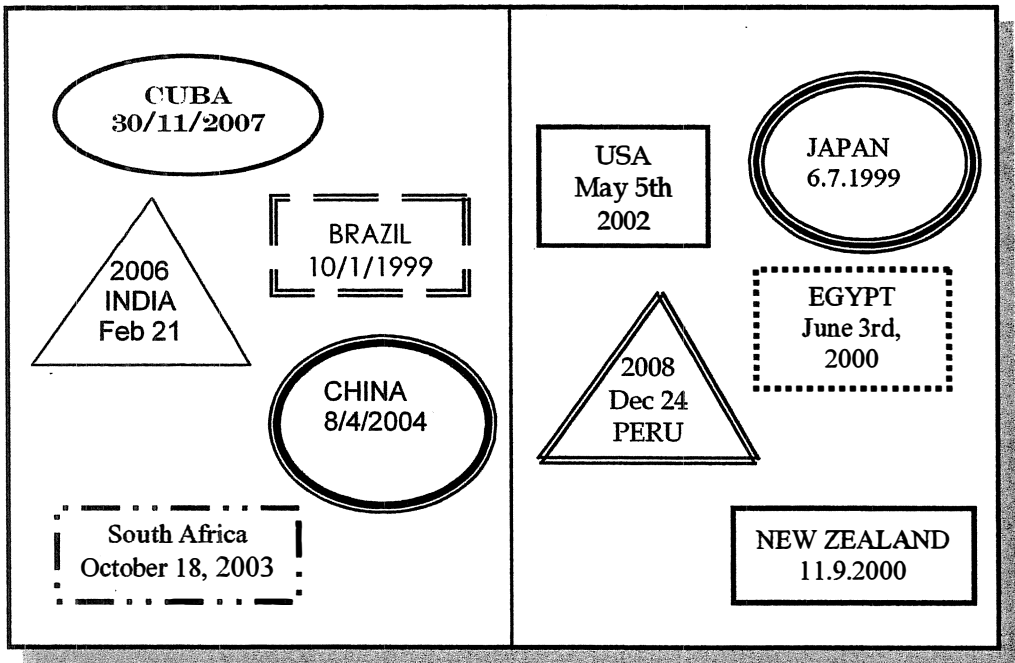 CUBA
30/11/2007
2006
INDIA
Feb 21
BRAZIL
10/1/1999
CHINA
8/4/2004
South Africa
October 18, 2003
USA
May 5th
2002
JAPAN
6.7.1999
EGYPT
June 3rd,
2000
2008
Dec 24
PERU
NEW ZEALAND
11.9.2000